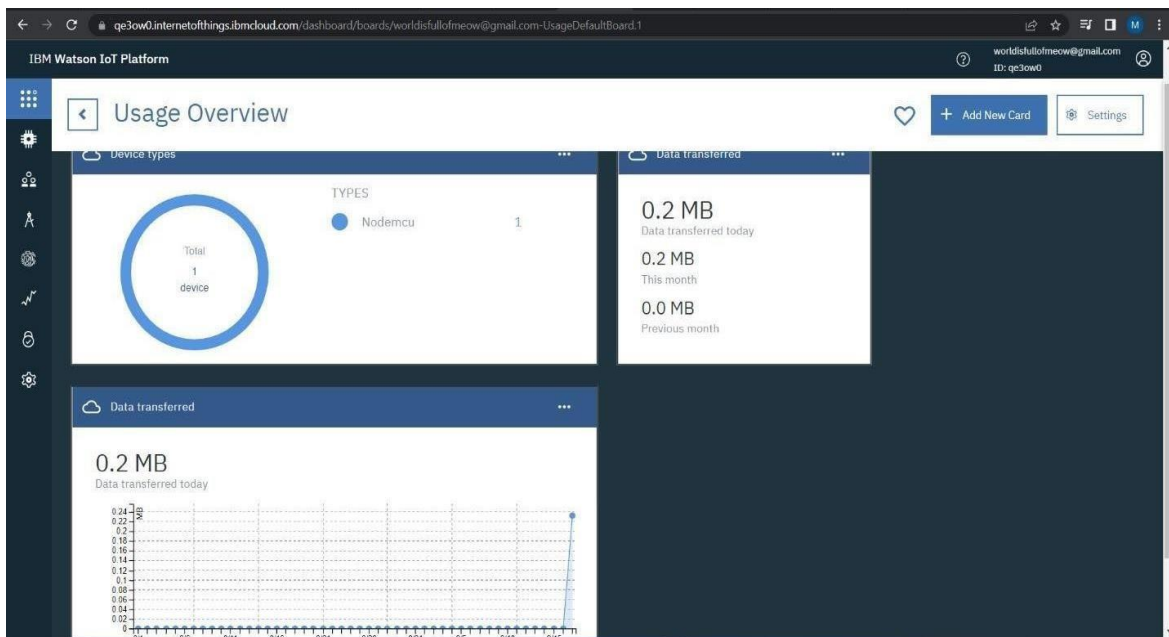 qe3ow0.internetofthings.ibmcloud.com/dashboard/boards/worldisfullofmeow@gmail.com-UsageDefaultBoard.1
M
IBM Watson IoT Platform
worldisfullofmeow@gmail.com
ID: qe3ow0
Usage Overview
+ Add New Card
Settings
Device types
Data transferred
TYPES
Nodemcu 1
Total
1
device
0.2 MB
Data transferred today
0.2 MB
This month
0.0 MB
Previous month
Data transferred
0.2 MB
Data transferred today
MB
0.24
0.22
0.2
0.18
0.16
0.14
0.12
0.1
0.08
0.06
0.04
0.02
0